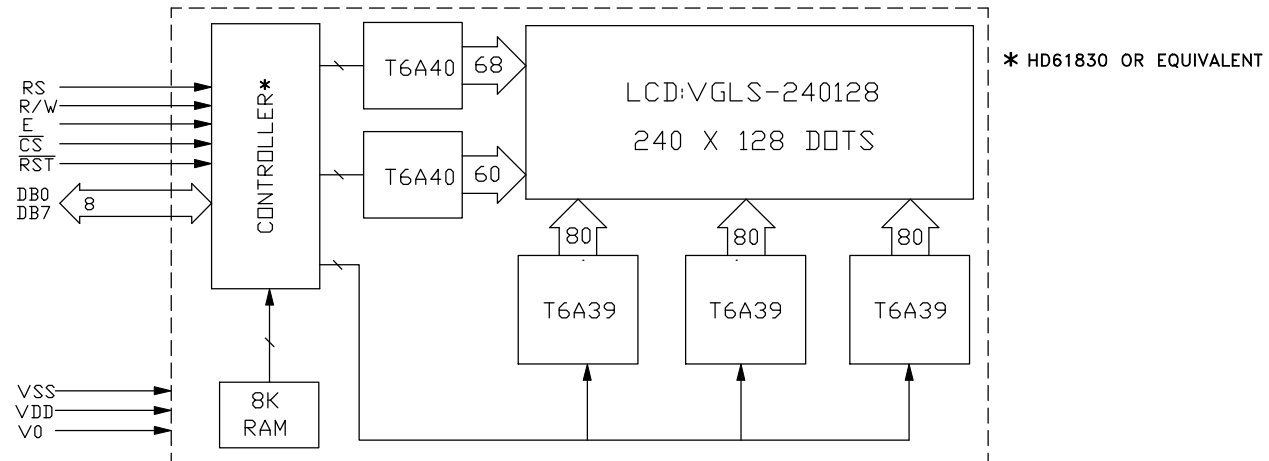 * HD61830 OR EQUIVALENT
RS
R/W
E
CS
RST
DB0
DB7
8
CONTROLLER*
T6A40
68
T6A40
60
LCD:VGLS-240128
240 X 128 DOTS
80
80
80
T6A39
T6A39
T6A39
8K
RAM
VSS
VDD
V0